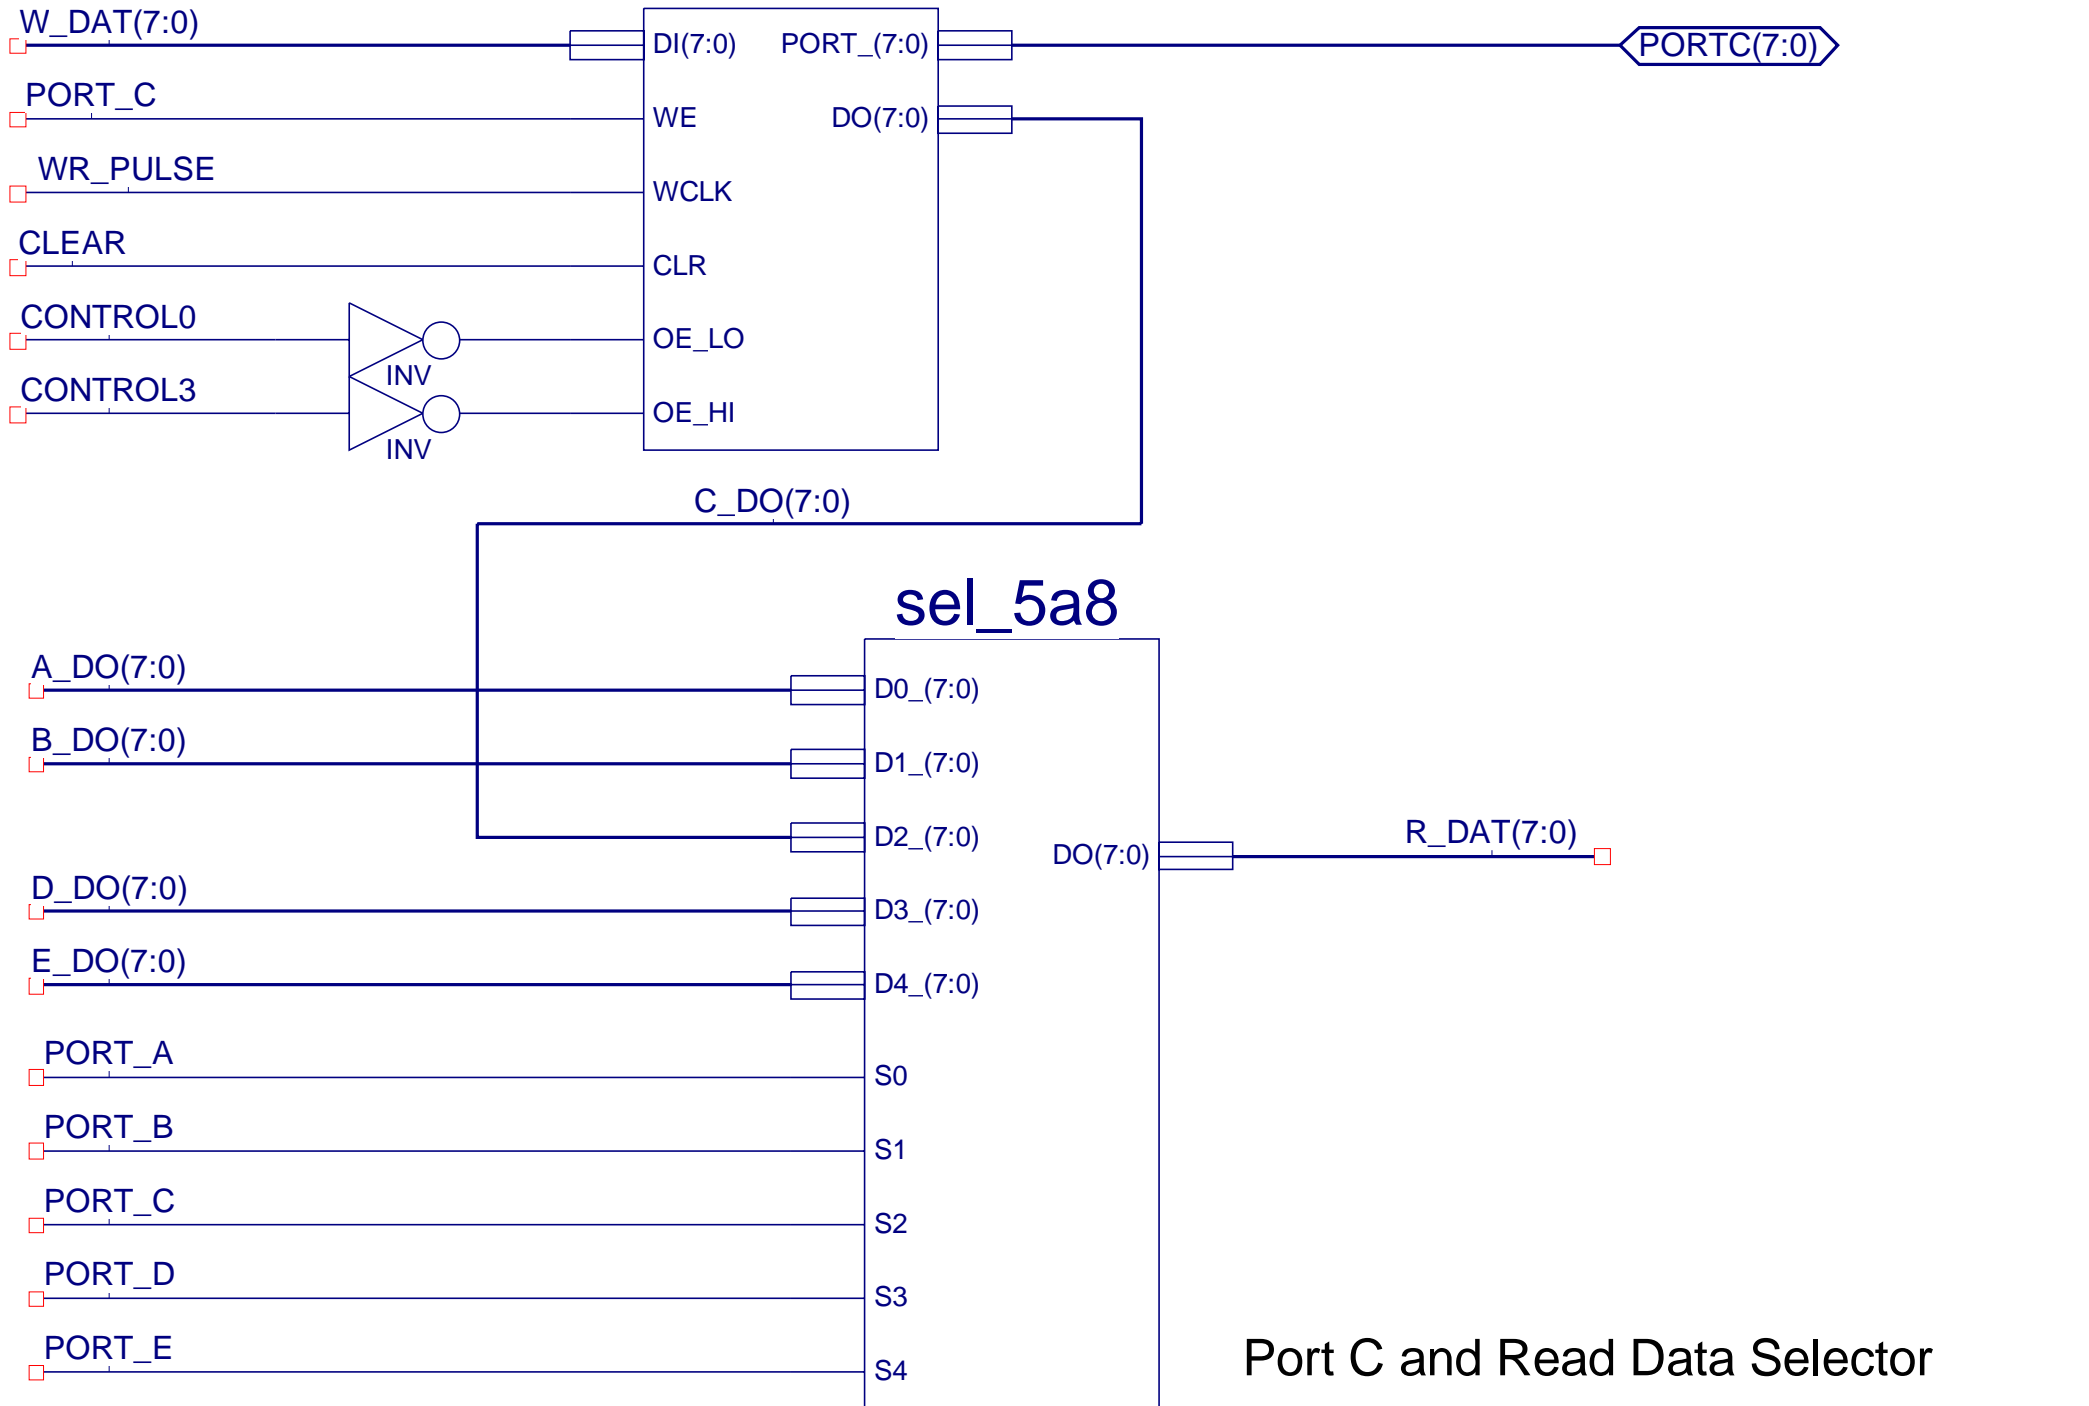 W_DAT(7:0)
DI(7:0)
PORT_(7:0)
PORTC(7:0)
PORT_C
WE
DO(7:0)
WR_PULSE
WCLK
CLEAR
CLR
CONTROL0
INV
OE_LO
CONTROL3
INV
OE_HI
C_DO(7:0)
sel_5a8
A_DO(7:0)
D0_(7:0)
B_DO(7:0)
D1_(7:0)
D2_(7:0)
DO(7:0)
R_DAT(7:0)
D_DO(7:0)
D3_(7:0)
E_DO(7:0)
D4_(7:0)
PORT_A
S0
PORT_B
S1
PORT_C
S2
PORT_D
S3
PORT_E
S4
Port C and Read Data Selector